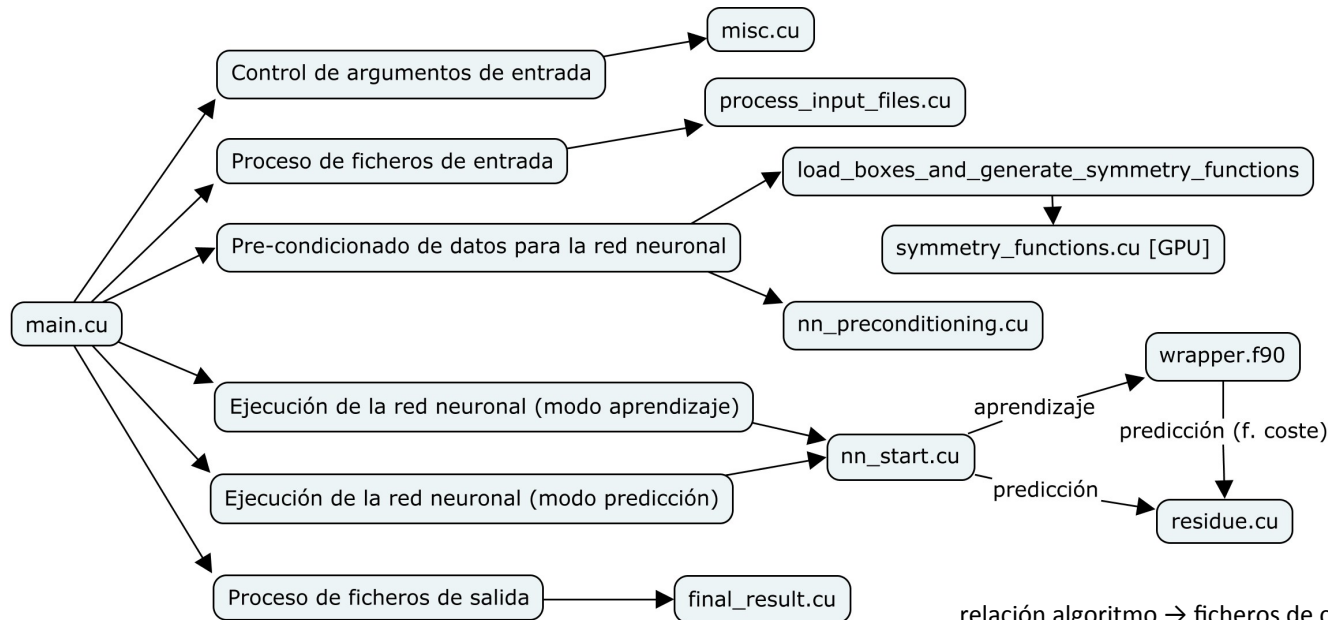 misc.cu
Control de argumentos de entrada
process_input_files.cu
Proceso de ficheros de entrada
load_boxes_and_generate_symmetry_functions
Pre-condicionado de datos para la red neuronal
symmetry_functions.cu [GPU]
main.cu
nn_preconditioning.cu
wrapper.f90
Ejecución de la red neuronal (modo aprendizaje)
aprendizaje
predicción (f. coste)
nn_start.cu
Ejecución de la red neuronal (modo predicción)
predicción
residue.cu
Proceso de ficheros de salida
final_result.cu
relación algoritmo → ficheros de